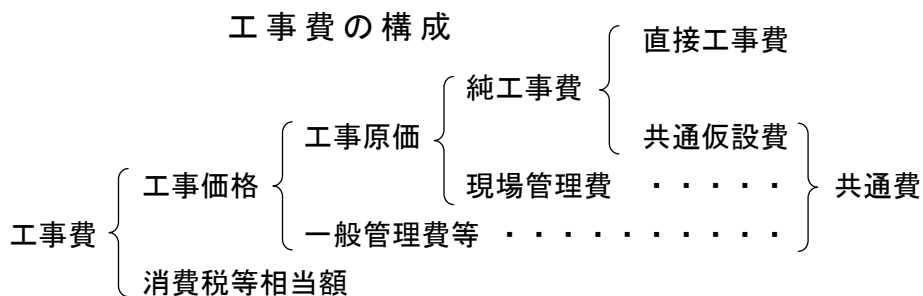 工事費の構成
直接工事費
純工事費
工事原価
共通仮設費
工事価格
現場管理費 ・・・・・
共通費
工事費
一般管理費等 ・・・・・・・・・・
消費税等相当額